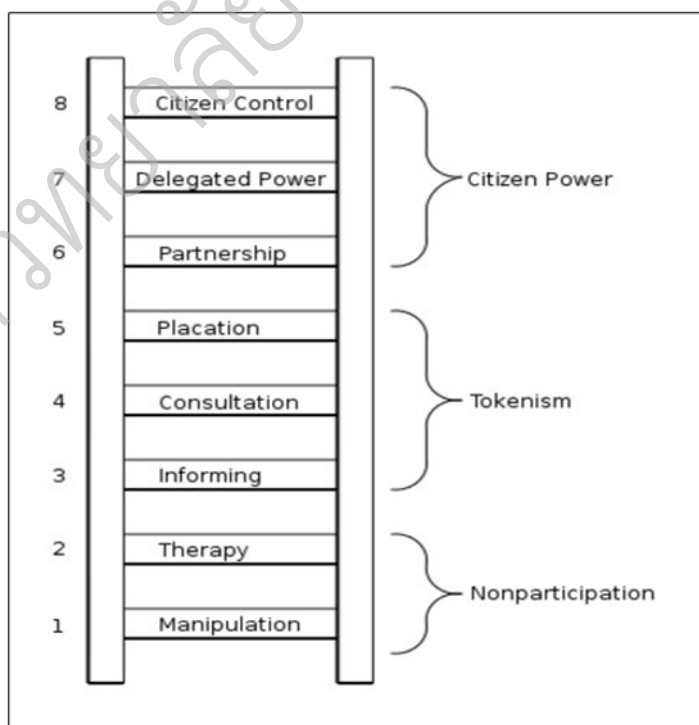 8 Citizen Control
7 Delegated Power
Citizen Power
6 Partnership
5 Placation
4 Consultation
Tokenism
3 Informing
2 Therapy
Nonparticipation
1 Manipulation